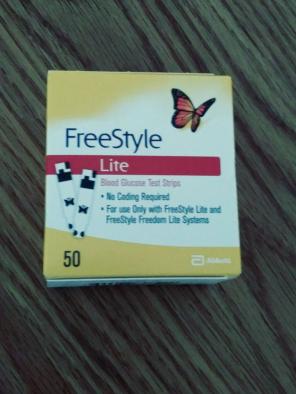 FreeStyle
Lite
Blood Glucose Test Strips
• No Coding Required
• For use Only with FreeStyle Lite and
FreeStyle Freedom Lite Systems
50
Abbott